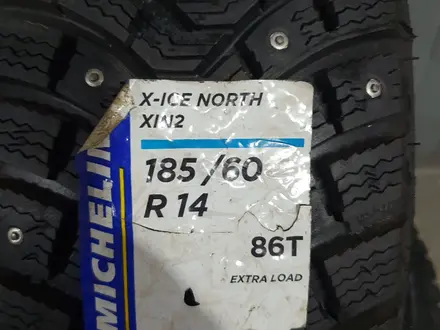 X-ICE NORTH
XIN2
185/60
R 14
86T
EXTRA LOAD
MICHELIN